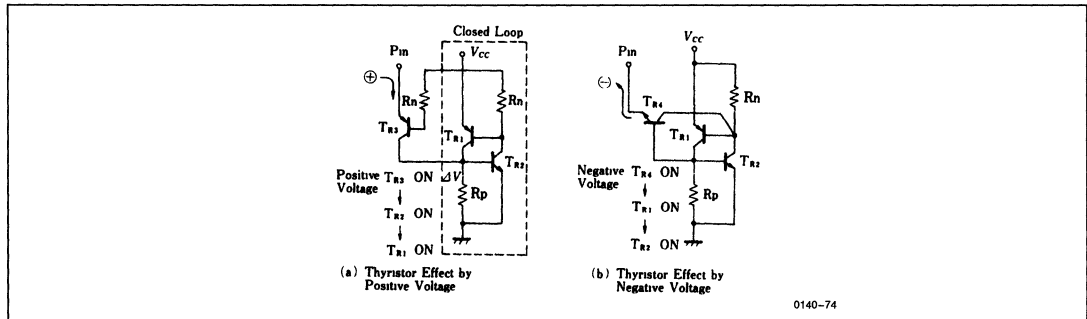 Closed Loop
Pin
VCC
⊕
Rn
Rn
TR3
TR1
TR2
Positive Voltage
TR3 ON
ΔV
Rp
↓
TR2 ON
↓
TR1 ON
(a) Thyristor Effect by
Positive Voltage
Pin
VCC
(−)
Rn
TR4
TR1
TR2
Negative Voltage
TR4 ON
Rp
↓
TR1 ON
↓
TR2 ON
(b) Thyristor Effect by
Negative Voltage
0140–74